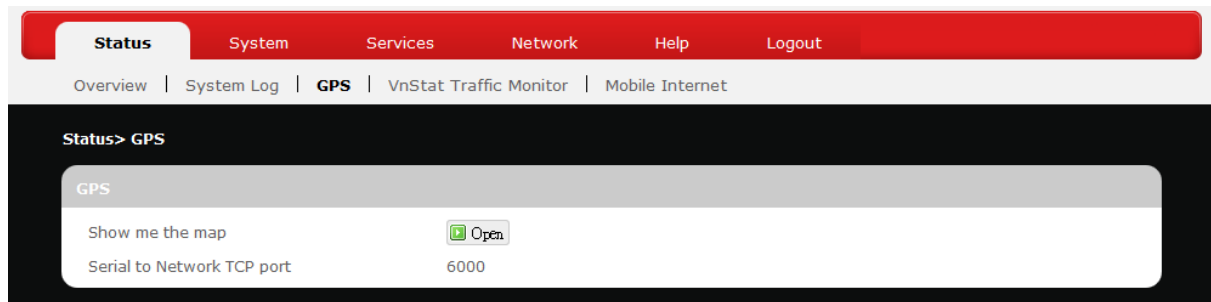 Status System Services Network Help Logout
Overview | System Log | GPS | VnStat Traffic Monitor | Mobile Internet
Status> GPS
GPS
Show me the map Open
Serial to Network TCP port 6000